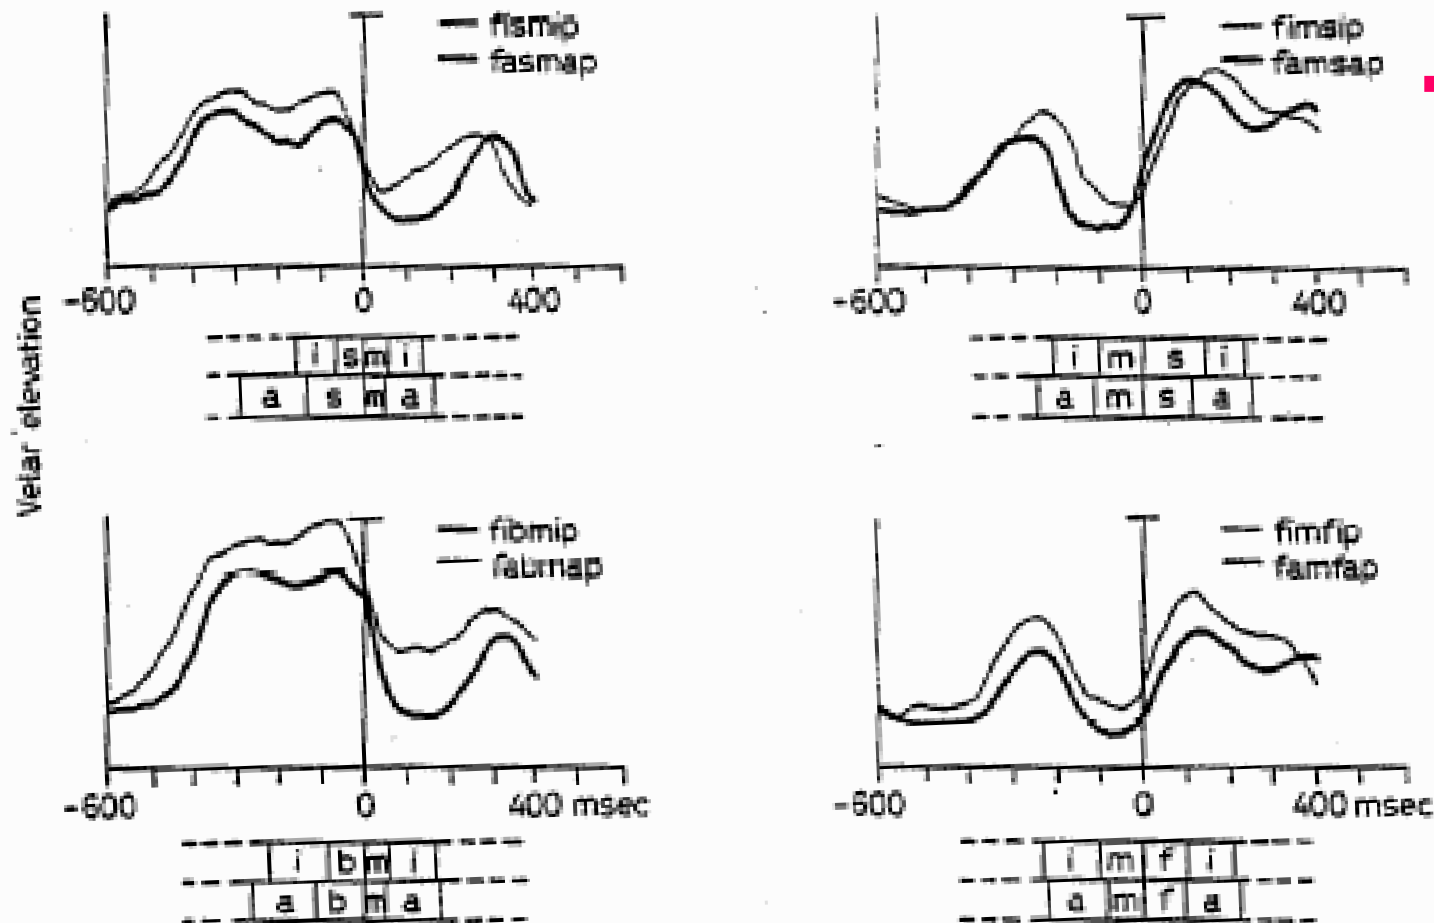 fismip
fasmap
-600 0 400
i s m i
a s m a
fimsip
famsap
-600 0 400
i m s i
a m s a
Velar elevation
fibmip
fabmap
-600 0 400 msec
i b m i
a b m a
fimfip
famfap
-600 0 400 msec
i m f i
a m f a